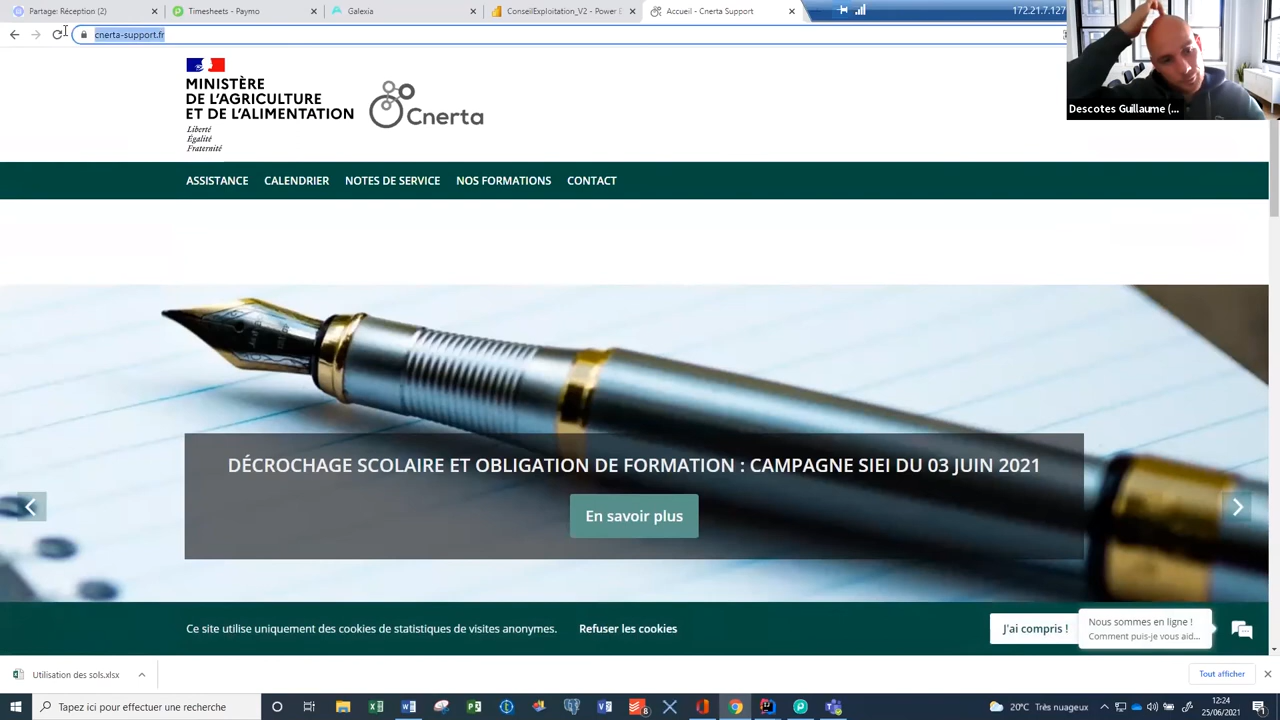 Partage: Réception (2)
Timesheets - Paymo
Galexia
ConseilExploitation_V2 - Power
Accueil - Cnerta Support
172.21.7.127
cnerta-support.fr
Descotes Guillaume (...
MINISTÈRE
DE L'AGRICULTURE
ET DE L'ALIMENTATION
Liberté
Égalité
Fraternité
Cnerta
ASSISTANCE
CALENDRIER
NOTES DE SERVICE
NOS FORMATIONS
CONTACT
DÉCROCHAGE SCOLAIRE ET OBLIGATION DE FORMATION : CAMPAGNE SIEI DU 03 JUIN 2021
En savoir plus
Ce site utilise uniquement des cookies de statistiques de visites anonymes.
Refuser les cookies
J'ai compris !
Nous sommes en ligne !
Comment puis-je vous aid...
Utilisation des sols.xlsx
Tout afficher
Tapez ici pour effectuer une recherche
20°C Très nuageux
12:24
25/06/2021